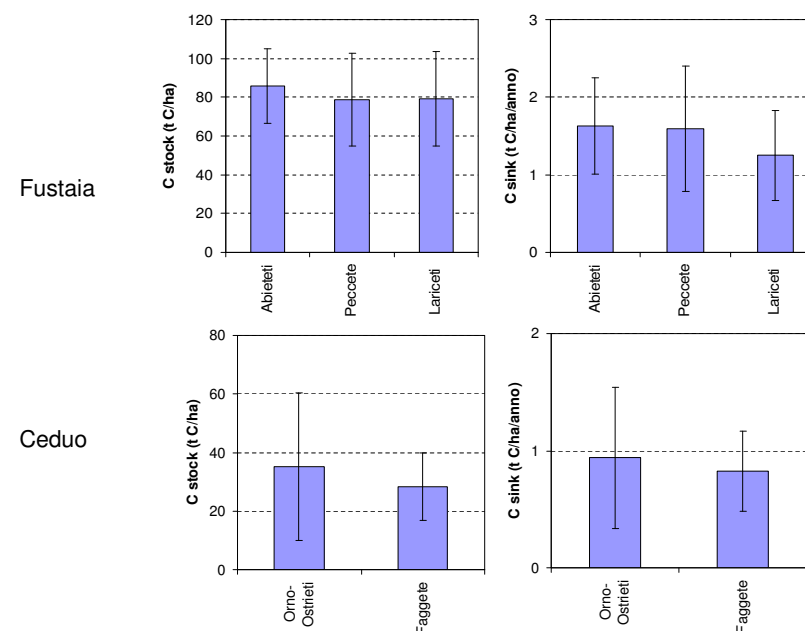 Fustaia
C stock (t C/ha)
120
100
80
60
40
20
0
Abieteti
Peccete
Lariceti
C sink (t C/ha/anno)
3
2
1
0
Abieteti
Peccete
Lariceti
Ceduo
C stock (t C/ha)
80
60
40
20
0
Orno-
Ostrieti
Faggete
C sink (t C/ha/anno)
2
1
0
Orno-
Ostrieti
Faggete